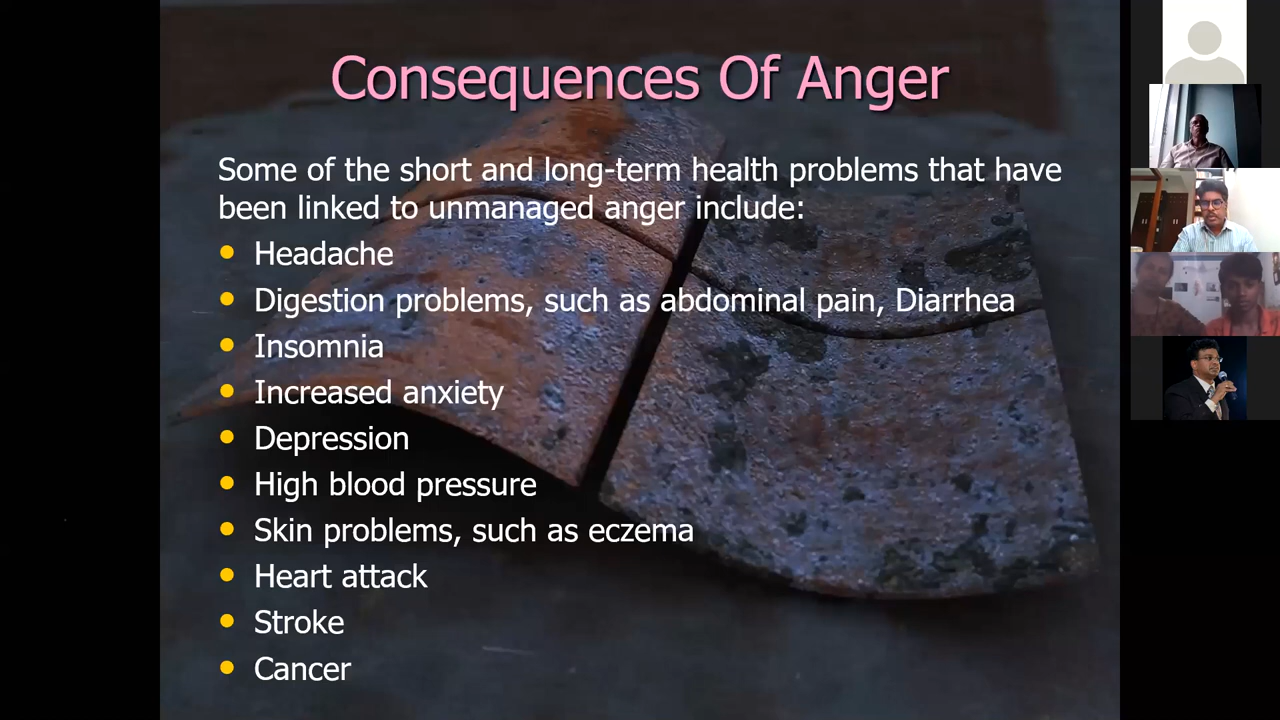 Consequences Of Anger
Some of the short and long-term health problems that have
been linked to unmanaged anger include:
Headache
Digestion problems, such as abdominal pain, Diarrhea
Insomnia
Increased anxiety
Depression
High blood pressure
Skin problems, such as eczema
Heart attack
Stroke
Cancer